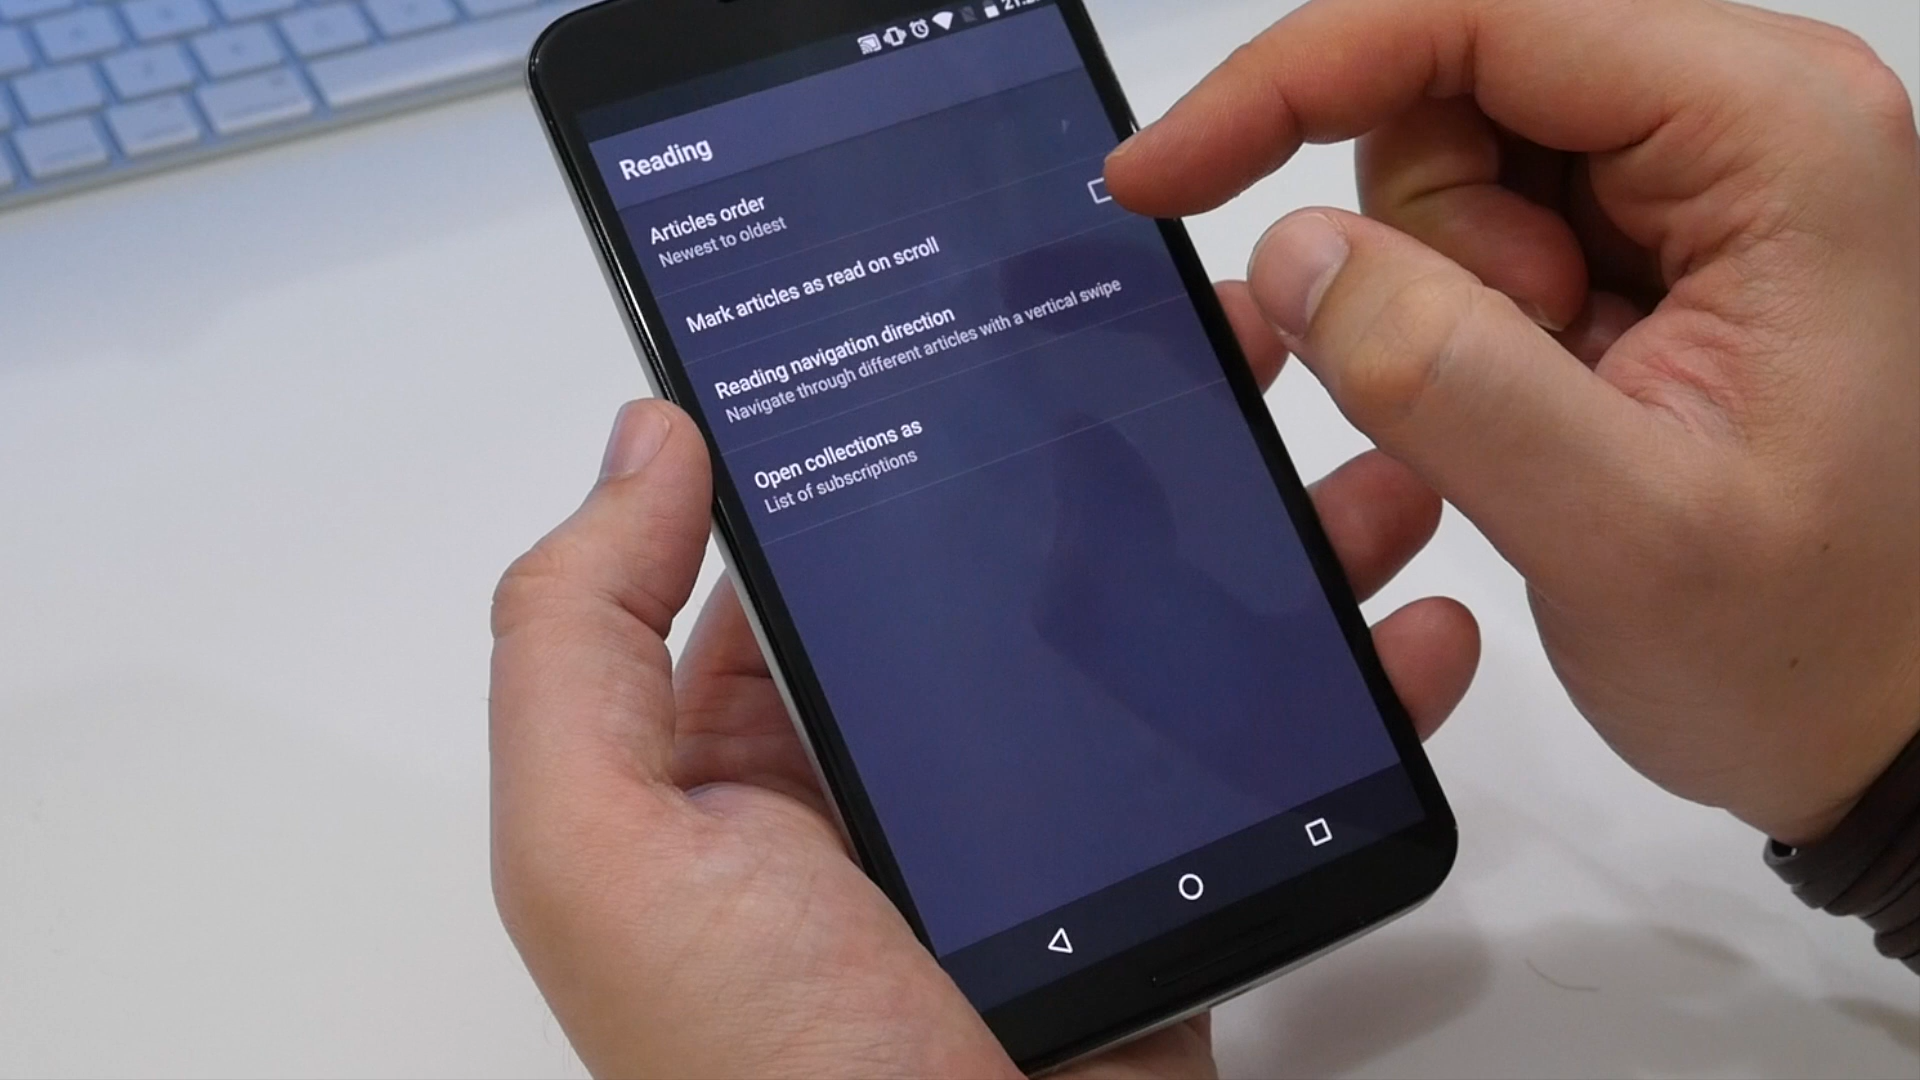 Reading
Articles order
Newest to oldest
Mark articles as read on scroll
Reading navigation direction
Navigate through different articles with a vertical swipe
Open collections as
List of subscriptions